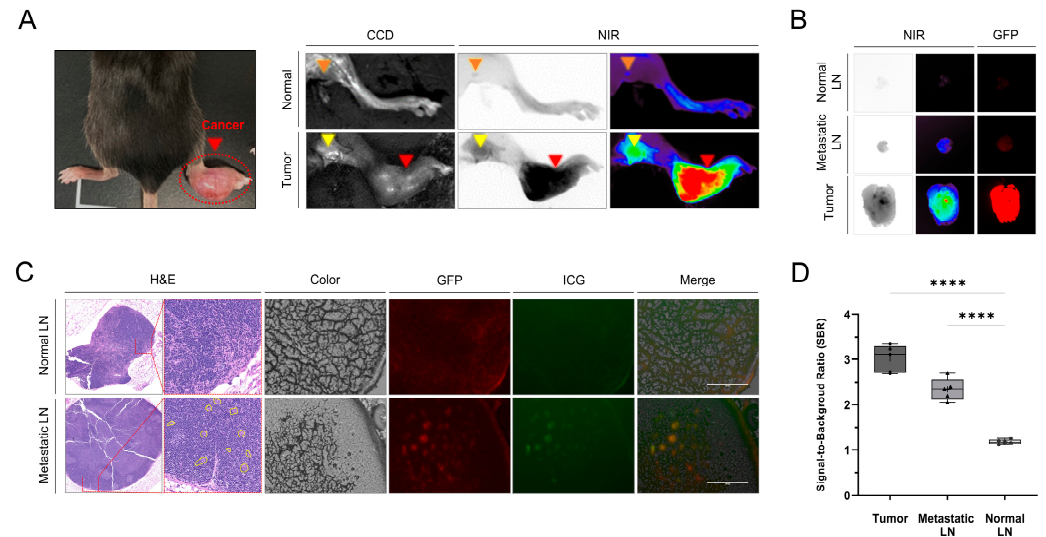 A
CCD
NIR
Normal
Tumor
Cancer
B
NIR
GFP
Normal
LN
Metastatic
LN
Tumor
C
H&E
Color
GFP
ICG
Merge
Normal LN
Metastatic LN
D
****
****
Signal-to-Backgroud Ratio (SBR)
4
3
2
1
0
Tumor
Metastatic
LN
Normal
LN